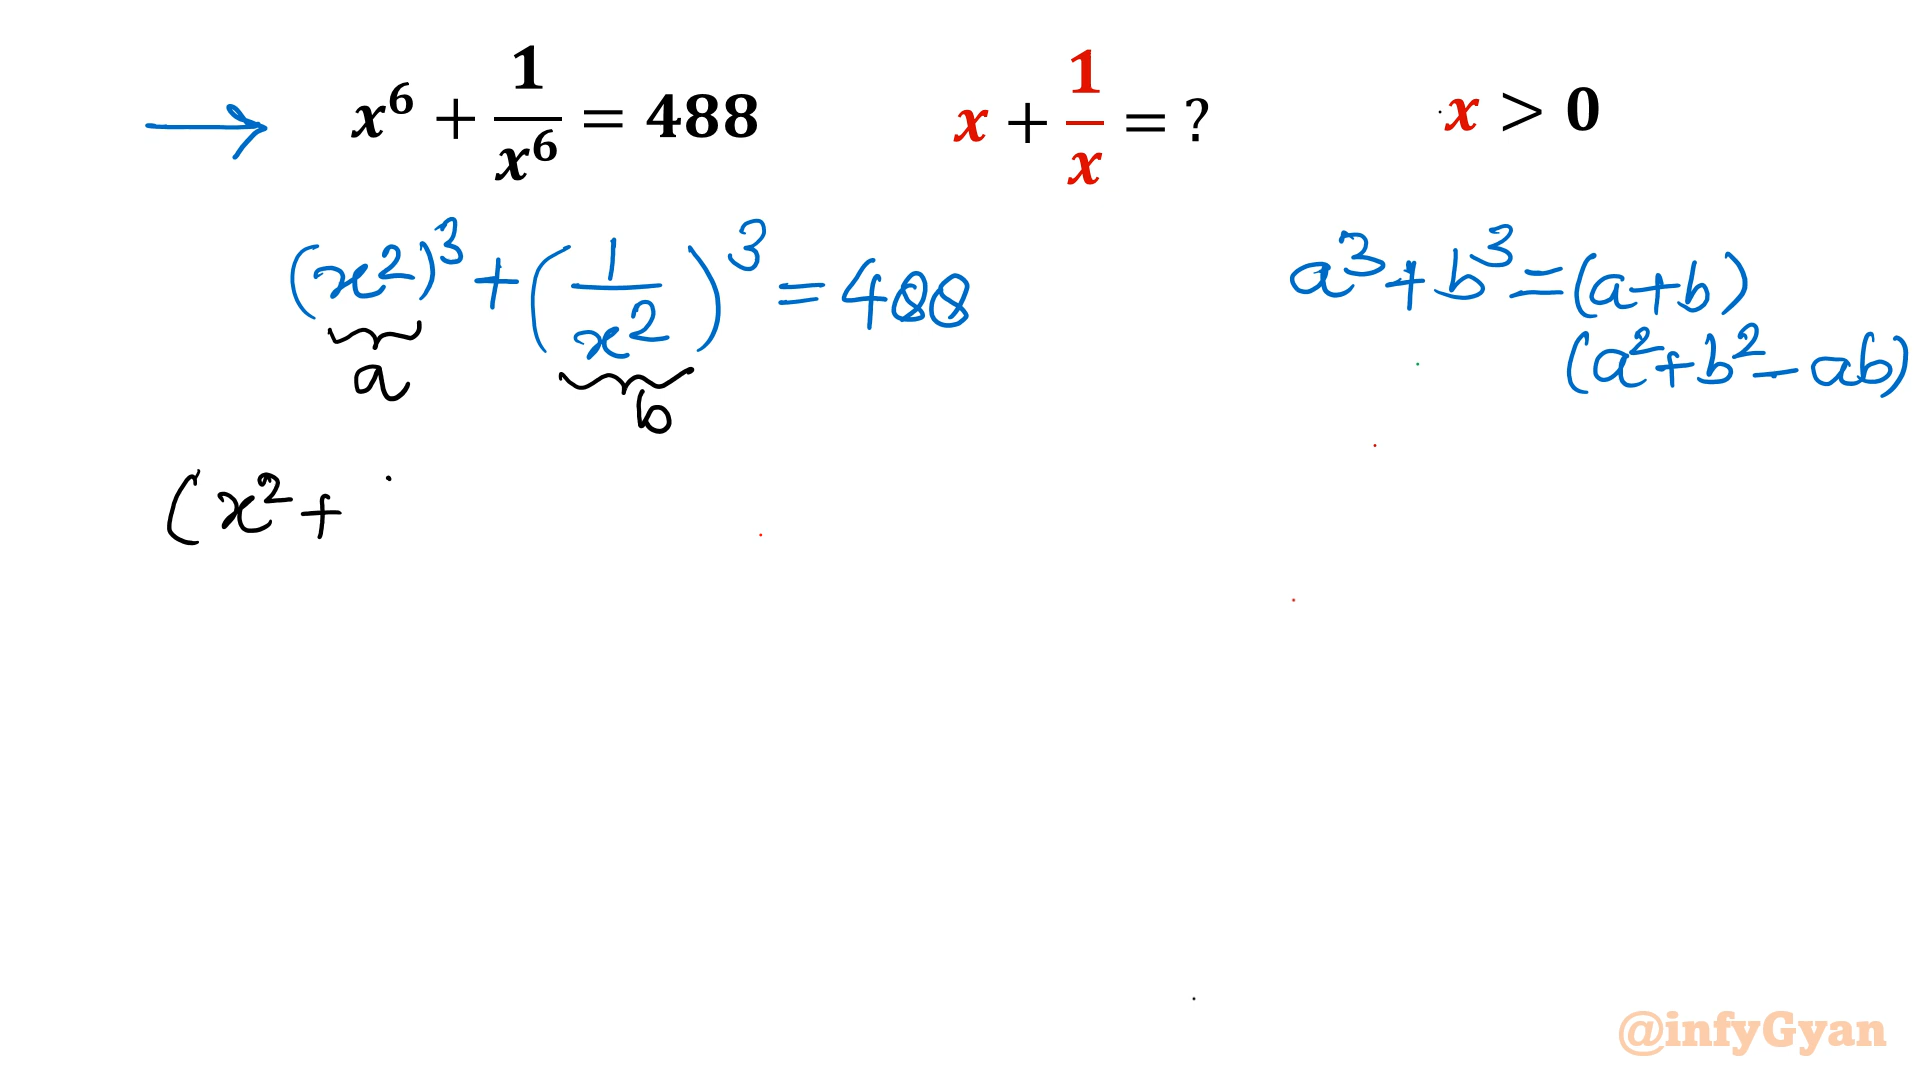 x⁶ + 1/x⁶ = 488 x + 1/x = ? x > 0
(x²)³ + (1/x²)³ = 488 a³ + b³ = (a + b)
a b (a² + b² − ab)
(x² +
@infyGyan